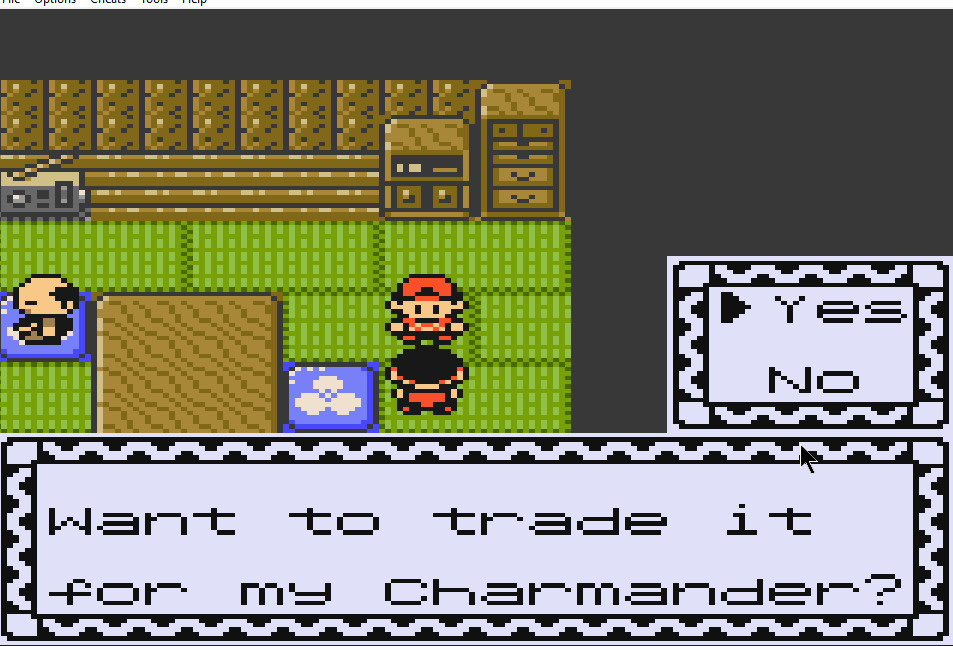 File Options Cheats Tools Help
Yes
No
Want to trade it
for my Charmander?